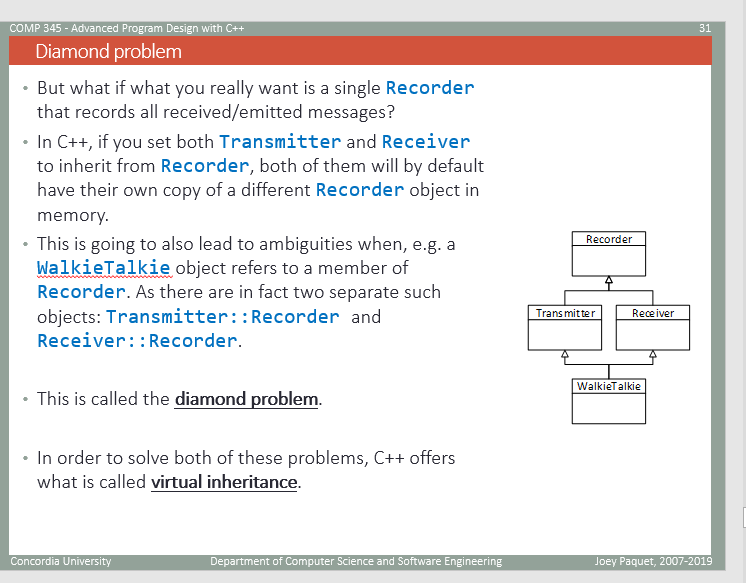 COMP 345 - Advanced Program Design with C++ 31
Diamond problem
• But what if what you really want is a single Recorder
that records all received/emitted messages?
• In C++, if you set both Transmitter and Receiver
to inherit from Recorder, both of them will by default
have their own copy of a different Recorder object in
memory.
• This is going to also lead to ambiguities when, e.g. a
WalkieTalkie object refers to a member of
Recorder. As there are in fact two separate such
objects: Transmitter::Recorder and
Receiver::Recorder.
• This is called the diamond problem.
• In order to solve both of these problems, C++ offers
what is called virtual inheritance.
Recorder
Transmitter Receiver
WalkieTalkie
Concordia University Department of Computer Science and Software Engineering Joey Paquet, 2007-2019